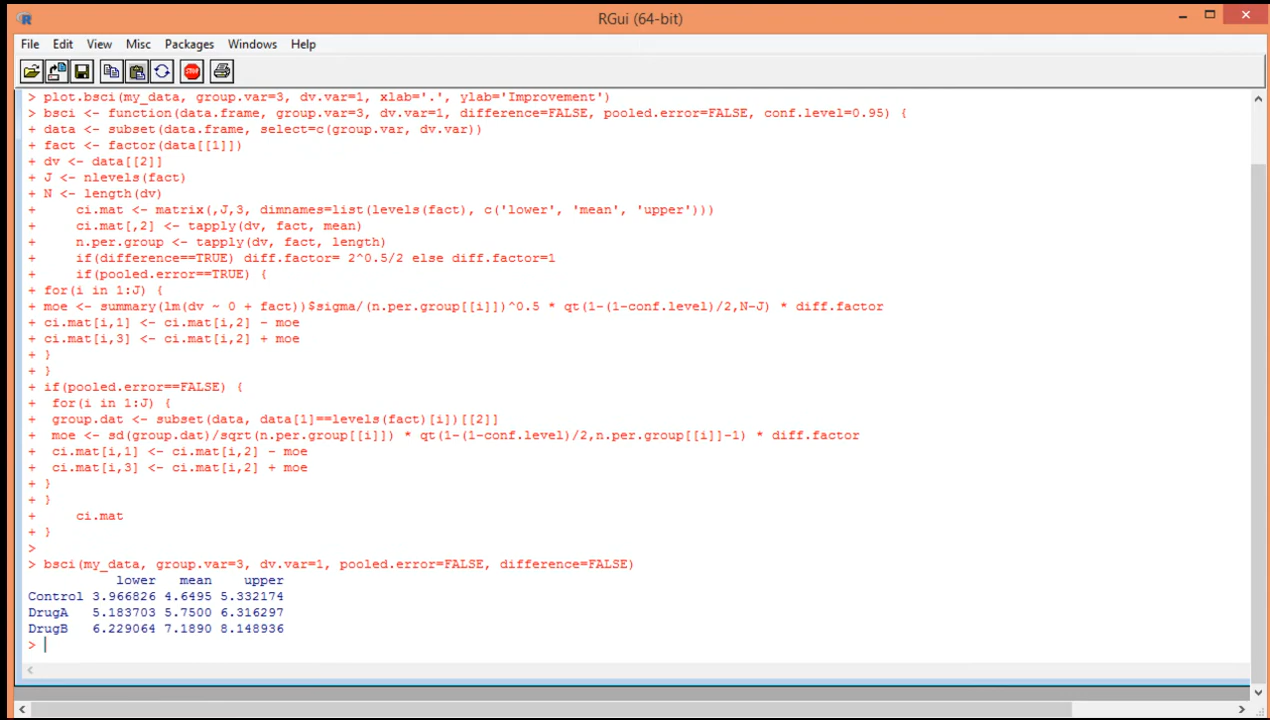 RGui (64-bit)
File Edit View Misc Packages Windows Help
STOP
> plot.bsci(my_data, group.var=3, dv.var=1, xlab='.', ylab='Improvement')
> bsci <- function(data.frame, group.var=3, dv.var=1, difference=FALSE, pooled.error=FALSE, conf.level=0.95) {
+ data <- subset(data.frame, select=c(group.var, dv.var))
+ fact <- factor(data[[1]])
+ dv <- data[[2]]
+ J <- nlevels(fact)
+ N <- length(dv)
+     ci.mat <- matrix(,J,3, dimnames=list(levels(fact), c('lower', 'mean', 'upper')))
+     ci.mat[,2] <- tapply(dv, fact, mean)
+     n.per.group <- tapply(dv, fact, length)
+     if(difference==TRUE) diff.factor= 2^0.5/2 else diff.factor=1
+     if(pooled.error==TRUE) {
+ for(i in 1:J) {
+ moe <- summary(lm(dv ~ 0 + fact))$sigma/(n.per.group[[i]])^0.5 * qt(1-(1-conf.level)/2,N-J) * diff.factor
+ ci.mat[i,1] <- ci.mat[i,2] - moe
+ ci.mat[i,3] <- ci.mat[i,2] + moe
+ }
+ }
+ if(pooled.error==FALSE) {
+  for(i in 1:J) {
+  group.dat <- subset(data, data[1]==levels(fact)[i])[[2]]
+  moe <- sd(group.dat)/sqrt(n.per.group[[i]]) * qt(1-(1-conf.level)/2,n.per.group[[i]]-1) * diff.factor
+  ci.mat[i,1] <- ci.mat[i,2] - moe
+  ci.mat[i,3] <- ci.mat[i,2] + moe
+ }
+ }
+     ci.mat
+ }
>
> bsci(my_data, group.var=3, dv.var=1, pooled.error=FALSE, difference=FALSE)
           lower   mean    upper
Control 3.966826 4.6495 5.332174
DrugA   5.183703 5.7500 6.316297
DrugB   6.229064 7.1890 8.148936
>